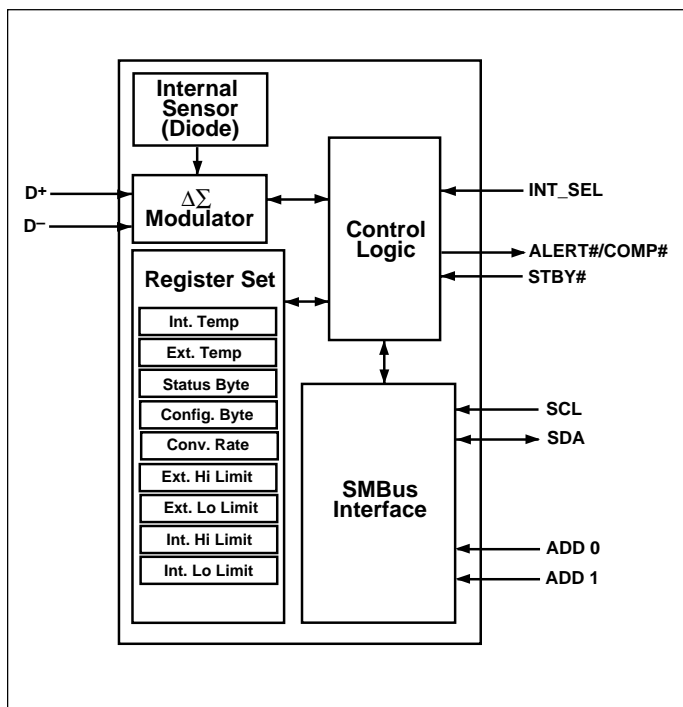 Internal
Sensor
(Diode)
D+
D–
ΔΣ
Modulator
Control
Logic
INT_SEL
ALERT#/COMP#
STBY#
Register Set
Int. Temp
Ext. Temp
Status Byte
Config. Byte
Conv. Rate
Ext. Hi Limit
Ext. Lo Limit
Int. Hi Limit
Int. Lo Limit
SMBus
Interface
SCL
SDA
ADD 0
ADD 1